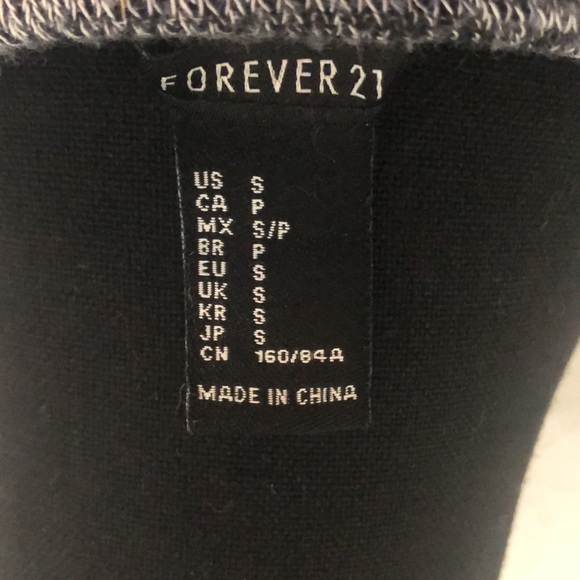 FOREVER 21
US S
CA P
MX S/P
BR P
EU S
UK S
KR S
JP S
CN 160/84A
MADE IN CHINA